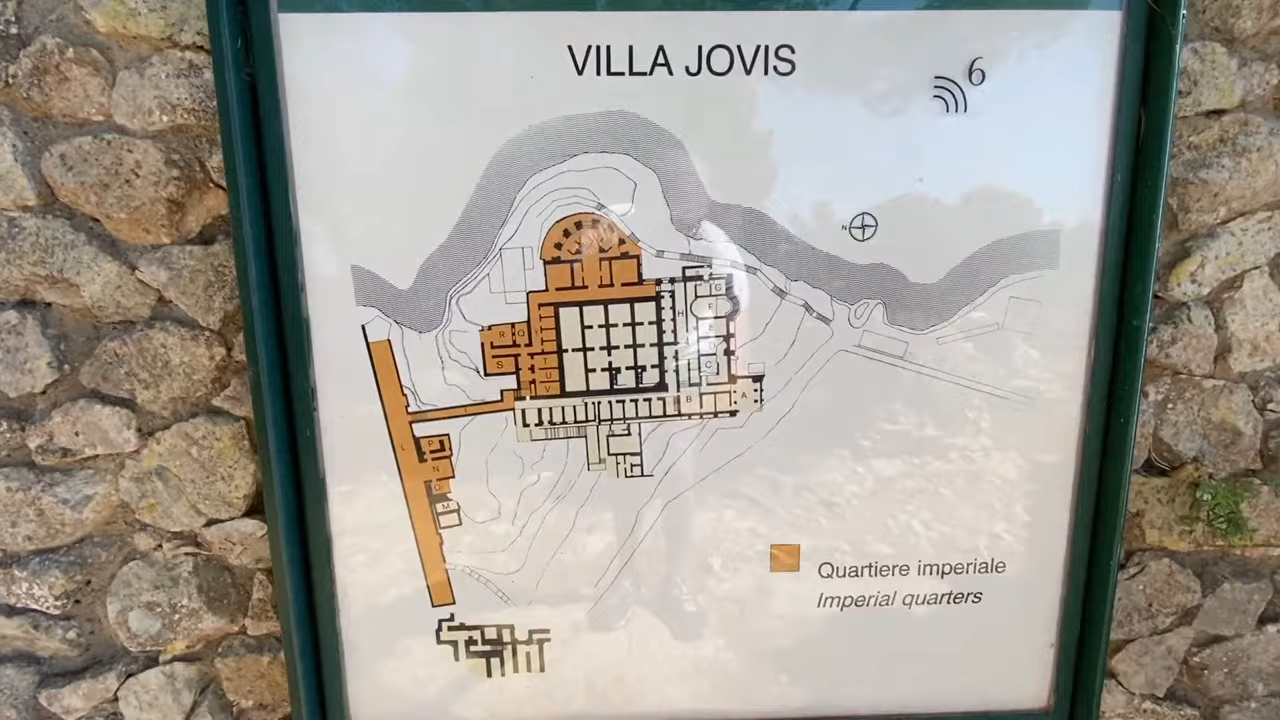 VILLA JOVIS
6
N
G
F
H
E
D
C
R Q
S
T
U
V
B
A
I
L
P
N
O
M
Quartiere imperiale
Imperial quarters